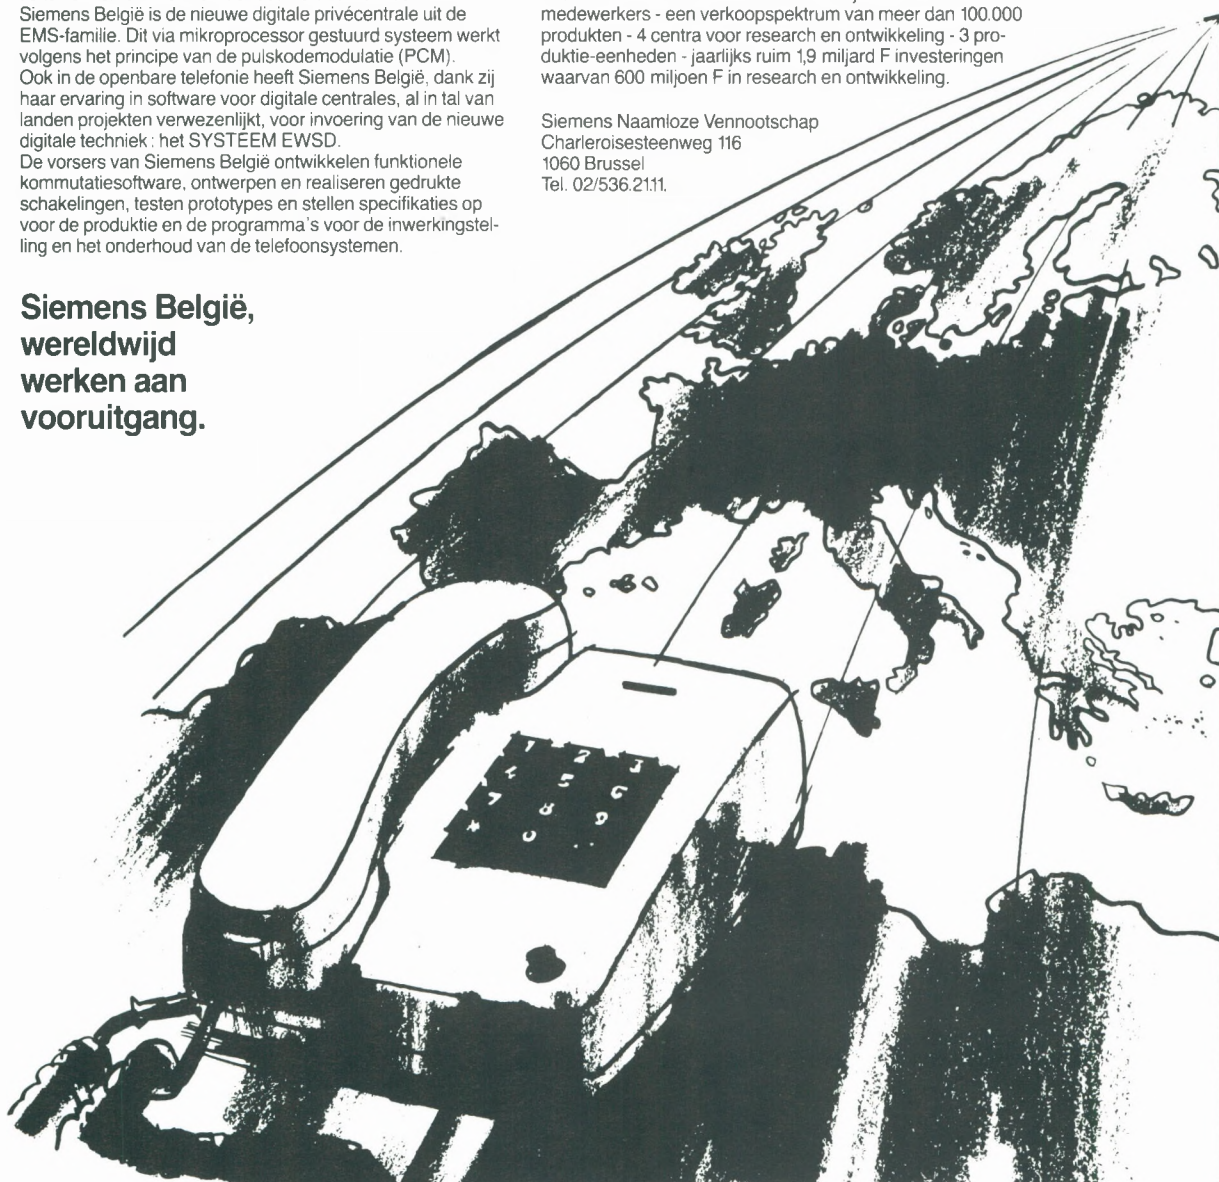 Siemens België is de nieuwe digitale privécentrale uit de
EMS-familie. Dit via mikroprocessor gestuurd systeem werkt
volgens het principe van de pulskodemodulatie (PCM).
Ook in de openbare telefonie heeft Siemens België, dank zij
haar ervaring in software voor digitale centrales, al in tal van
landen projekten verwezenlijkt, voor invoering van de nieuwe
digitale techniek : het SYSTEEM EWSD.
De vorsers van Siemens België ontwikkelen funktionele
kommutatiesoftware, ontwerpen en realiseren gedrukte
schakelingen, testen prototypes en stellen specifikaties op
voor de produktie en de programma's voor de inwerkingstel-
ling en het onderhoud van de telefoonsystemen.
Siemens België,
wereldwijd
werken aan
vooruitgang.
medewerkers - een verkoopspektrum van meer dan 100.000
produkten - 4 centra voor research en ontwikkeling - 3 pro-
duktie-eenheden - jaarlijks ruim 1,9 miljard F investeringen
waarvan 600 miljoen F in research en ontwikkeling.
Siemens Naamloze Vennootschap
Charleroisesteenweg 116
1060 Brussel
Tel. 02/536.21.11.
1 2 3
4 5 6
7 8 9
* 0